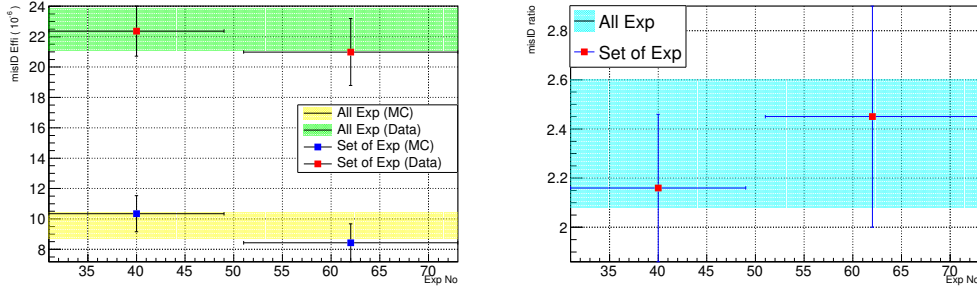 misID Effi (10^-6)
24
22
20
18
16
14
12
10
8
All Exp (MC)
All Exp (Data)
Set of Exp (MC)
Set of Exp (Data)
35 40 45 50 55 60 65 70
Exp No
misID ratio
2.8
2.6
2.4
2.2
2
All Exp
Set of Exp
35 40 45 50 55 60 65 70
Exp No